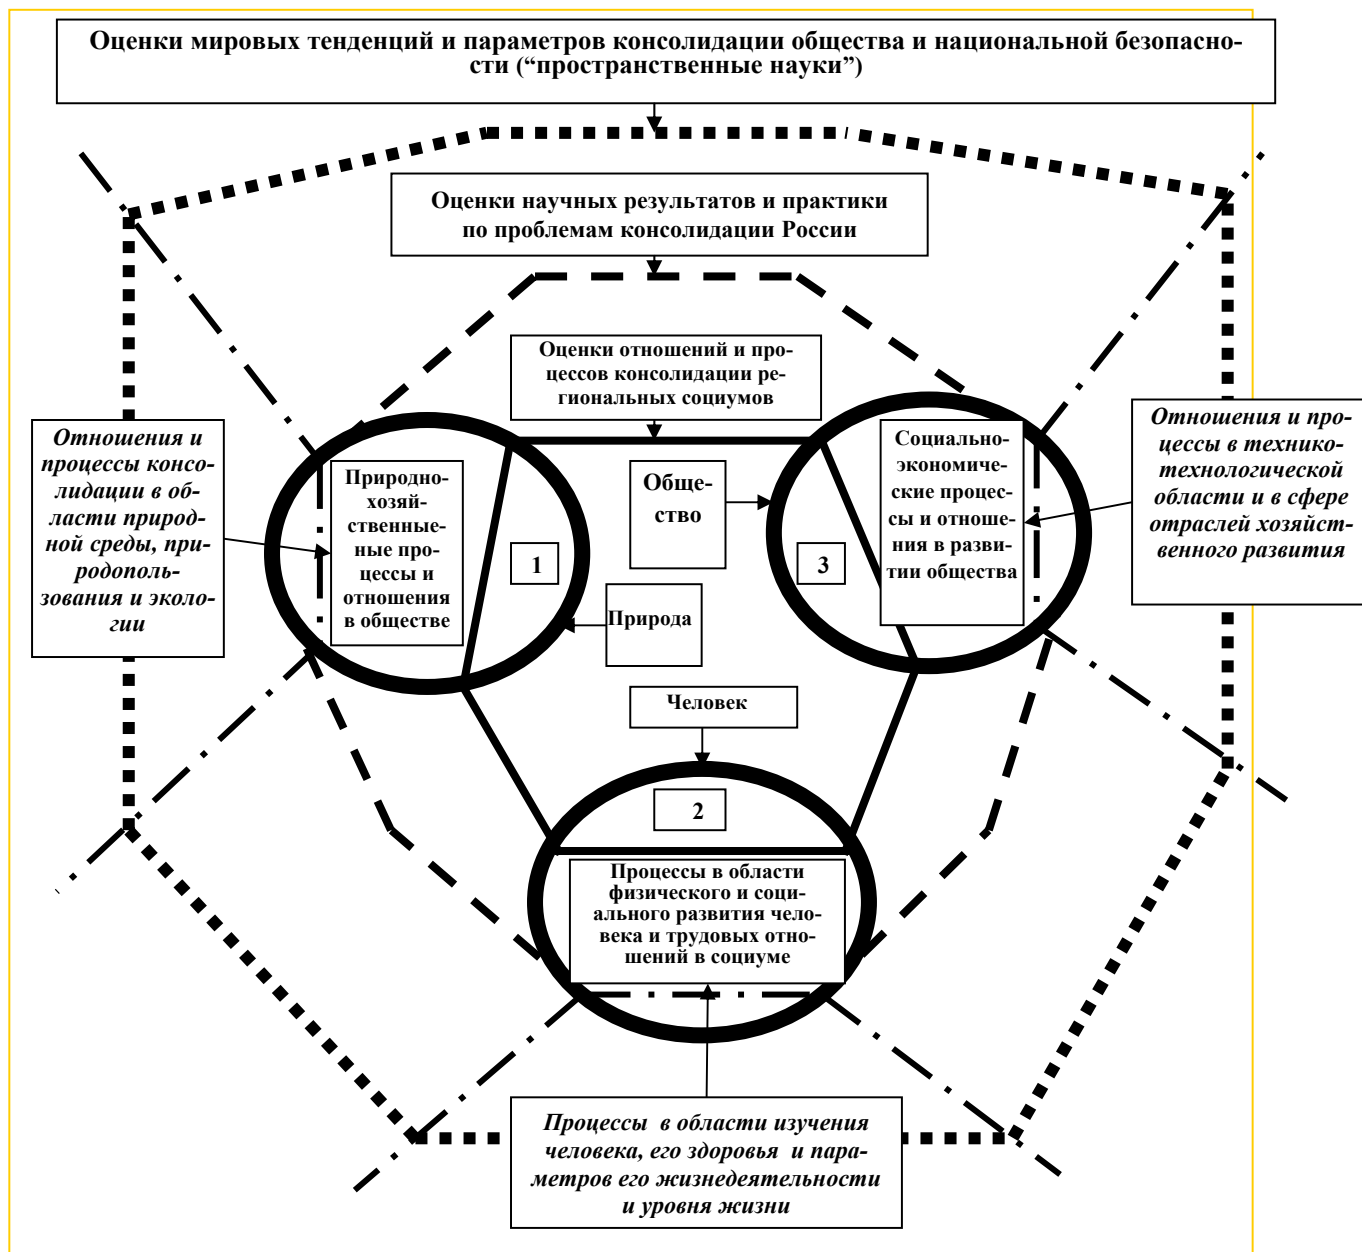 Оценки мировых тенденций и параметров консолидации общества и национальной безопасно-
сти (“пространственные науки”)
Оценки научных результатов и практики
по проблемам консолидации России
Оценки отношений и про-
цессов консолидации ре-
гиональных социумов
Отношения и
процессы консо-
лидации в об-
ласти природ-
ной среды, при-
родополь-
зования и эколо-
гии
Природно-
хозяй-
ственные-
ные про-
цессы и
отношения
в обществе
1
Обще-
ство
Природа
3
Социально-
экономиче-
ские процес-
сы и отноше-
ния в разви-
тии общества
Отношения и про-
цессы в технико-
технологической
области и в сфере
отраслей хозяйст-
венного развития
Человек
2
Процессы в области
физического и соци-
ального развития чело-
века и трудовых отно-
шений в социуме
Процессы в области изучения
человека, его здоровья и пара-
метров его жизнедеятельности
и уровня жизни